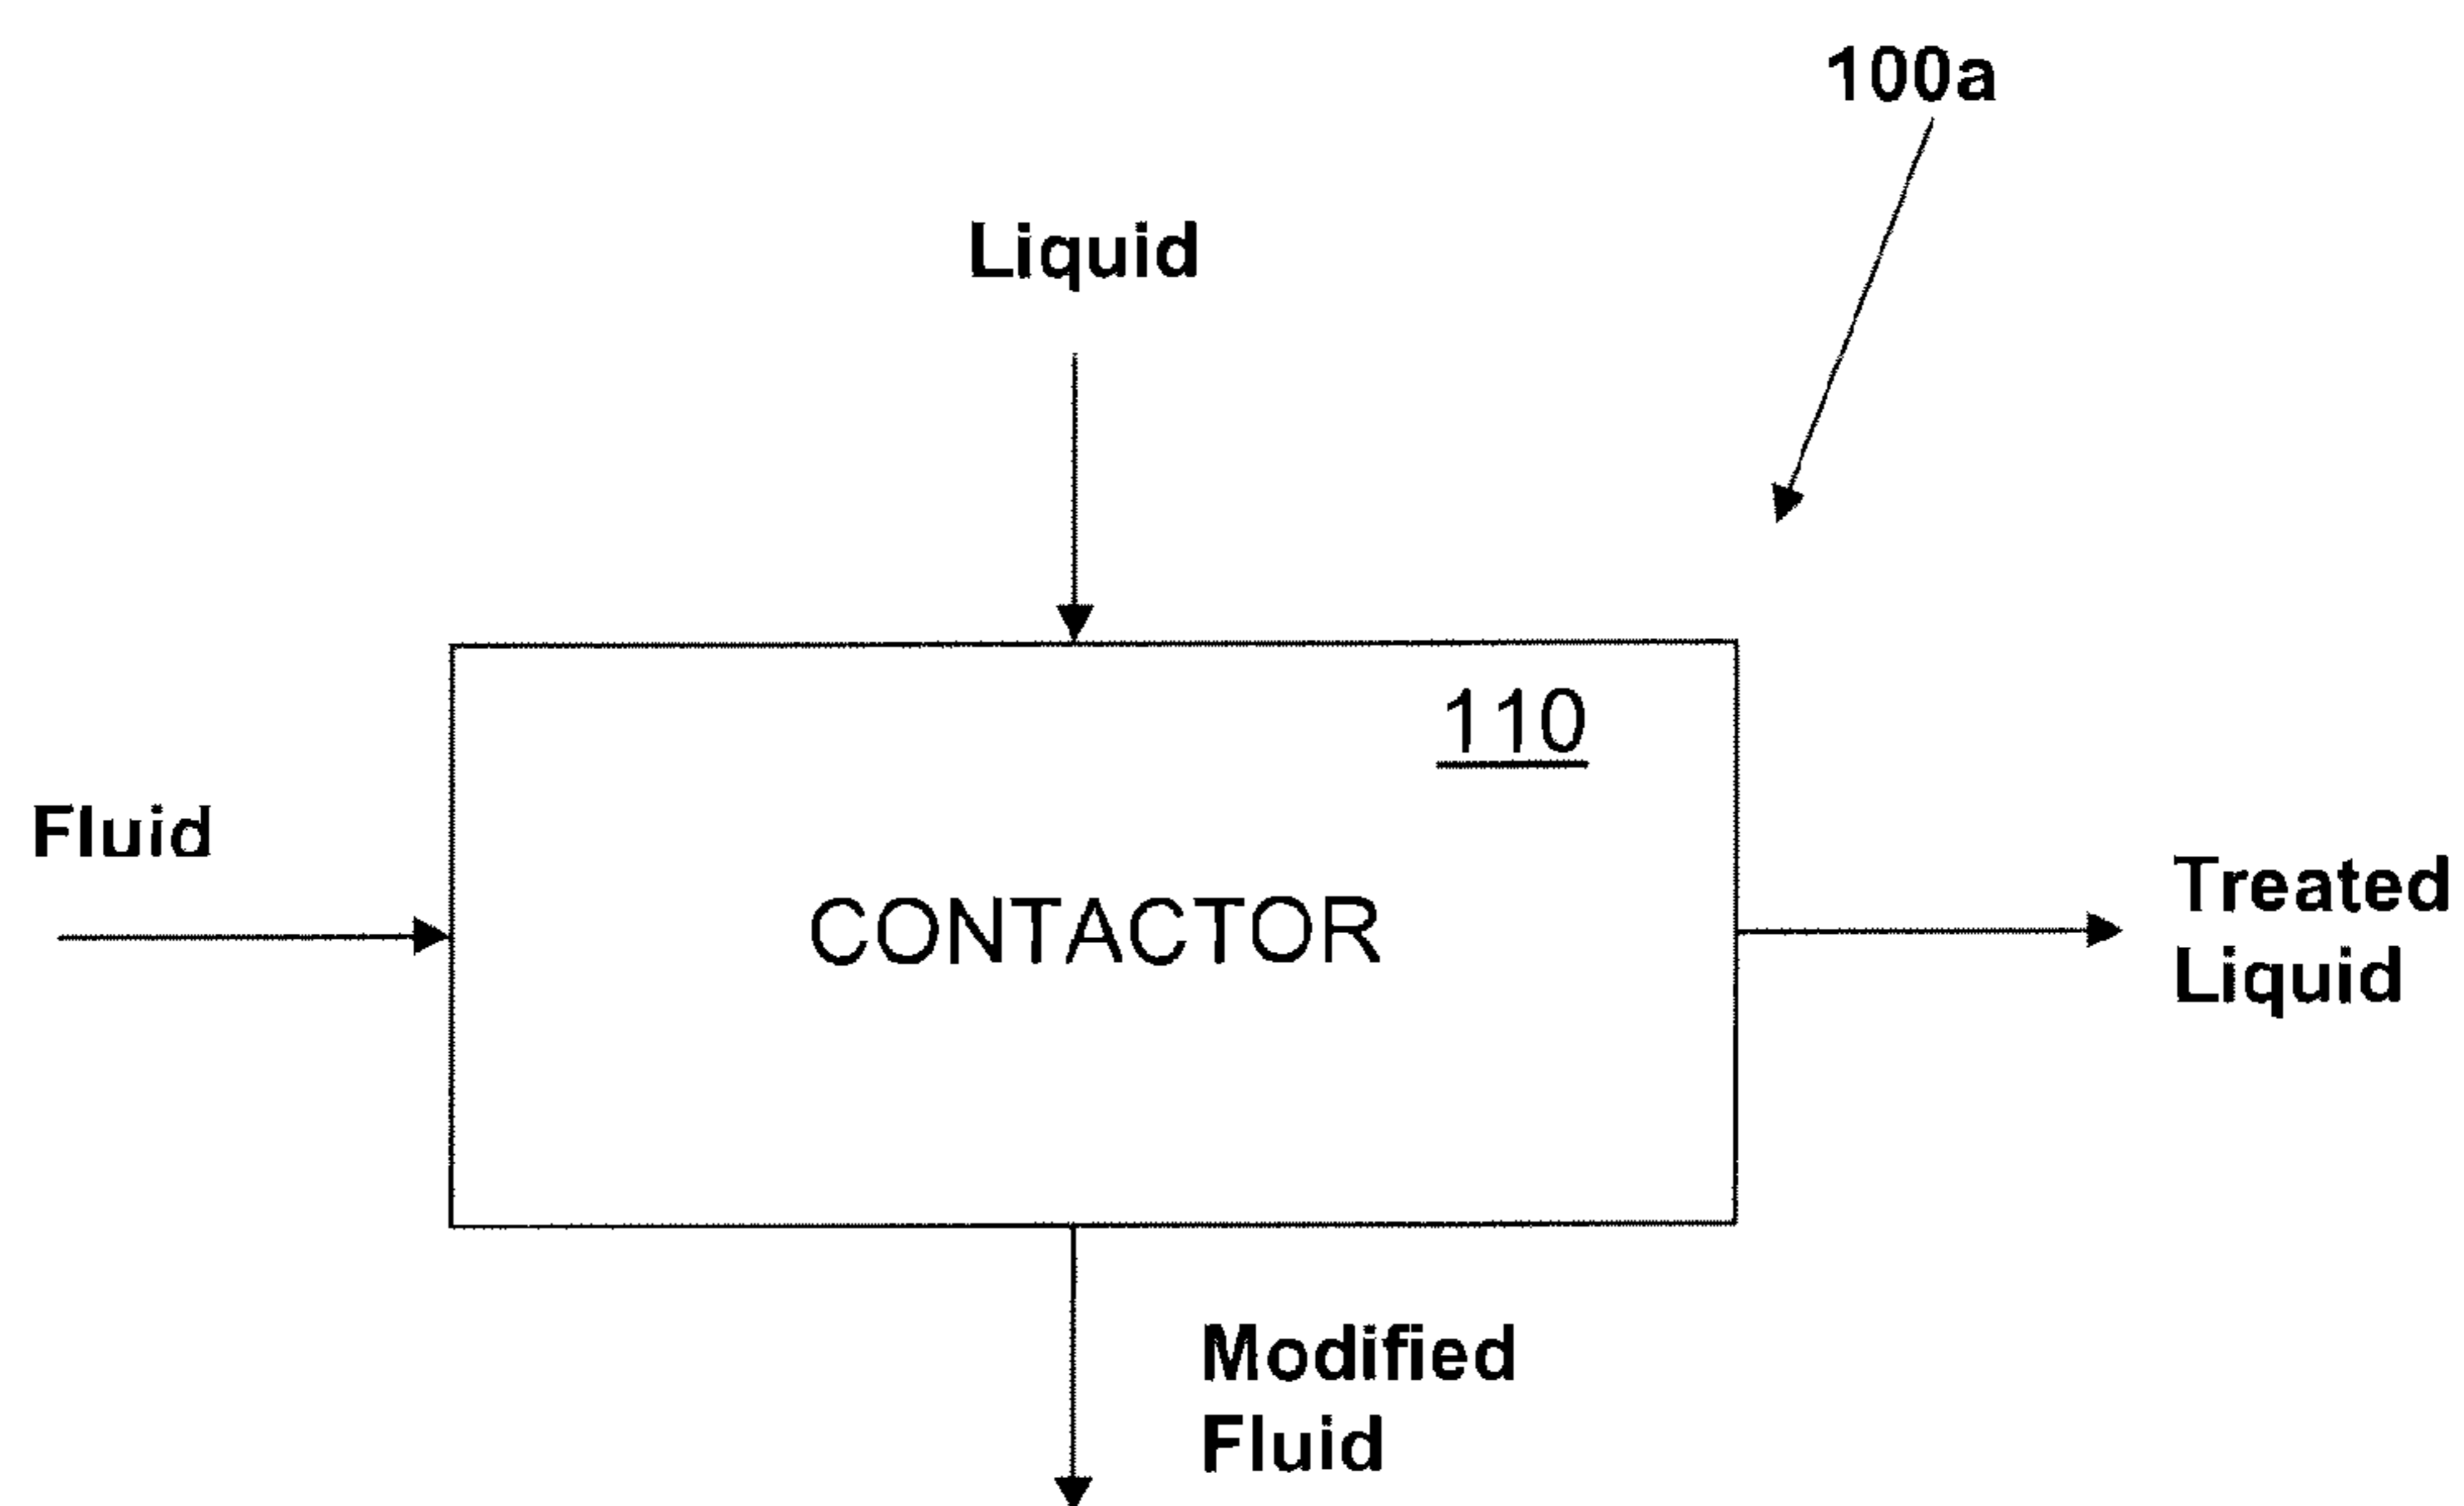 100a
Liquid
110
Fluid
CONTACTOR
Treated
Liquid
Modified
Fluid